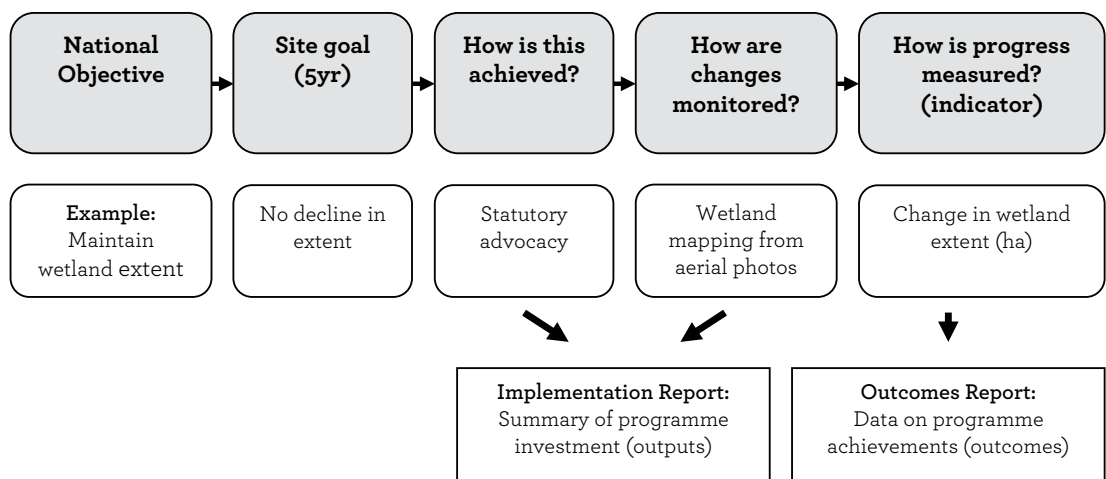 National
Objective
Site goal
(5yr)
How is this
achieved?
How are
changes
monitored?
How is progress
measured?
(indicator)
Example:
Maintain
wetland extent
No decline in
extent
Statutory
advocacy
Wetland
mapping from
aerial photos
Change in wetland
extent (ha)
Implementation Report:
Summary of programme
investment (outputs)
Outcomes Report:
Data on programme
achievements (outcomes)